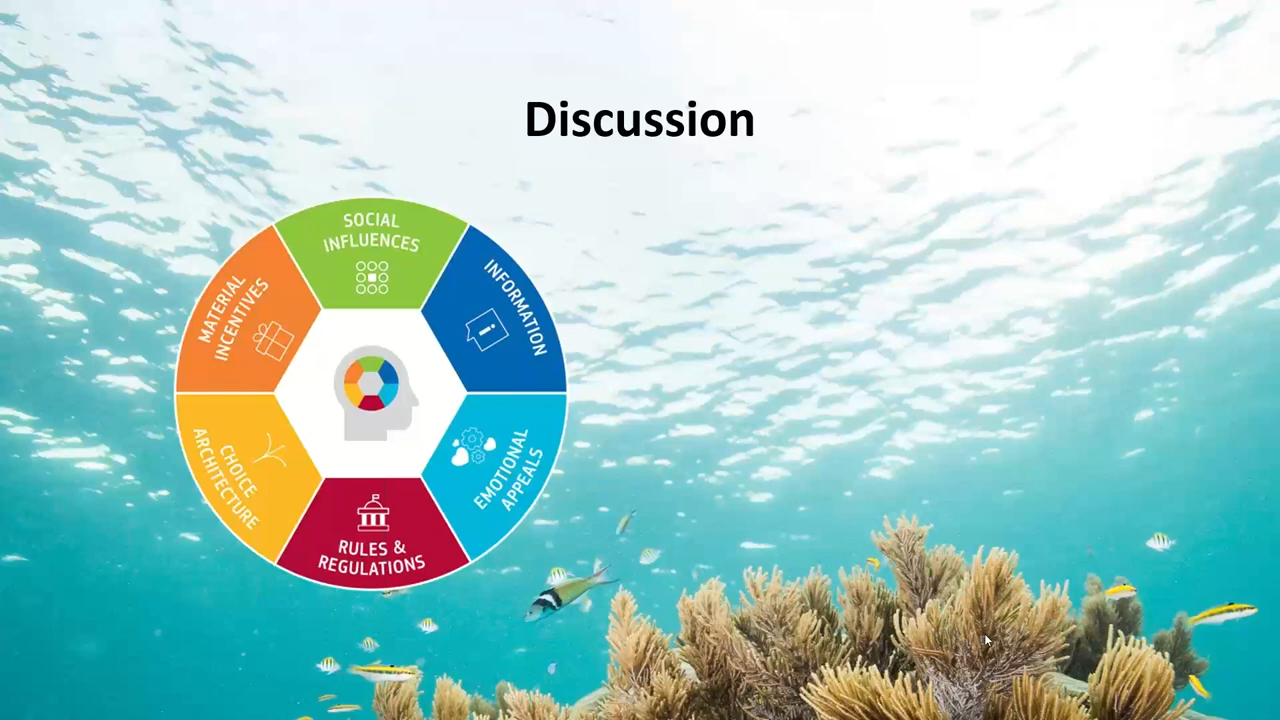 Discussion
SOCIAL
INFLUENCES
INFORMATION
EMOTIONAL
APPEALS
RULES &
REGULATIONS
CHOICE
ARCHITECTURE
MATERIAL
INCENTIVES